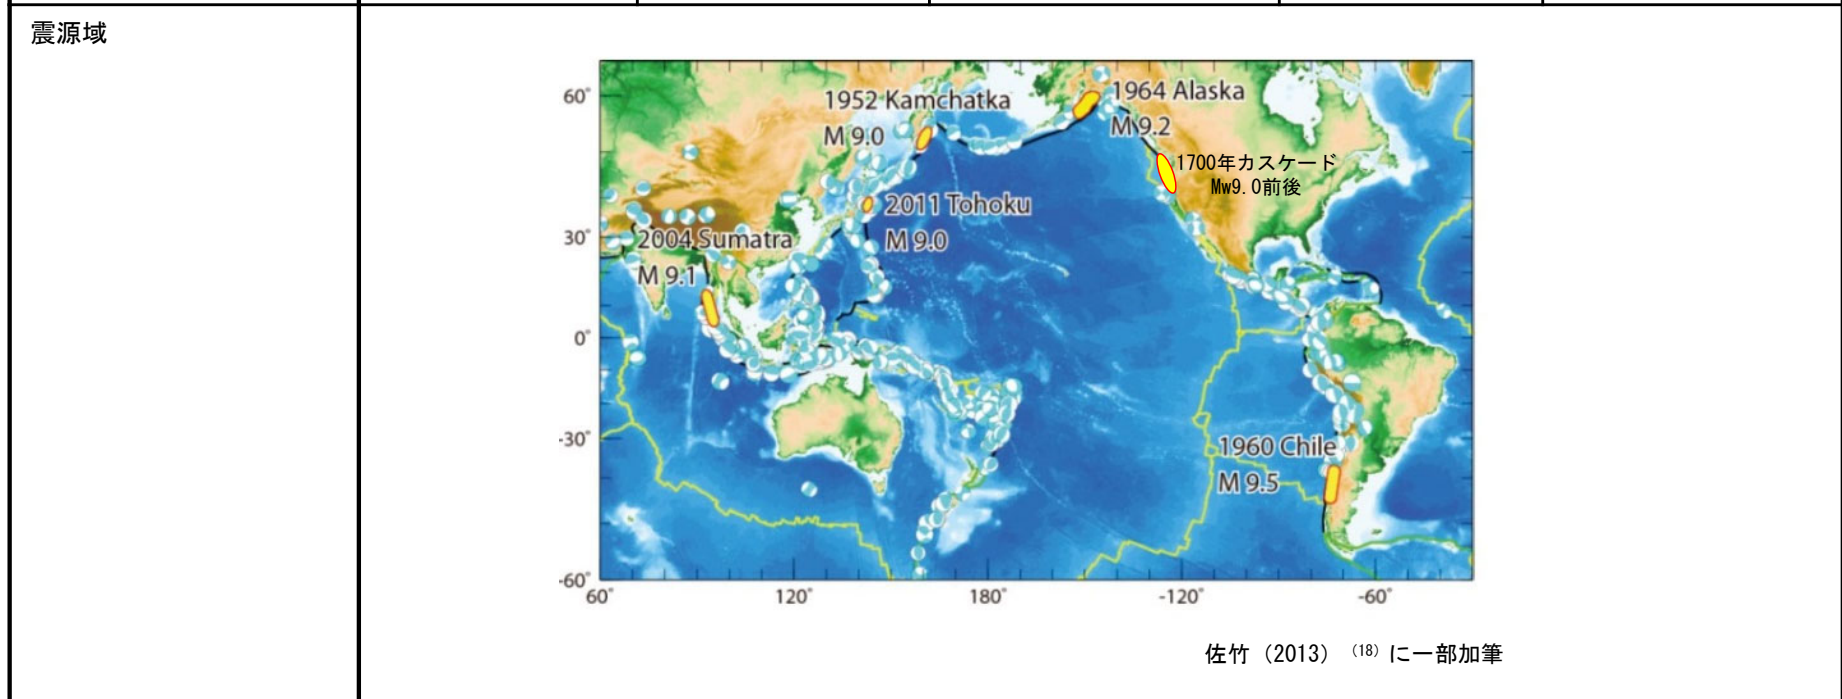 震源域
60°
1952 Kamchatka
M 9.0
1964 Alaska
M 9.2
1700年カスケード
Mw9.0前後
2011 Tohoku
M 9.0
30°
2004 Sumatra
M 9.1
0°
-30°
1960 Chile
M 9.5
-60°
60°
120°
180°
-120°
-60°
佐竹（2013）（18）に一部加筆